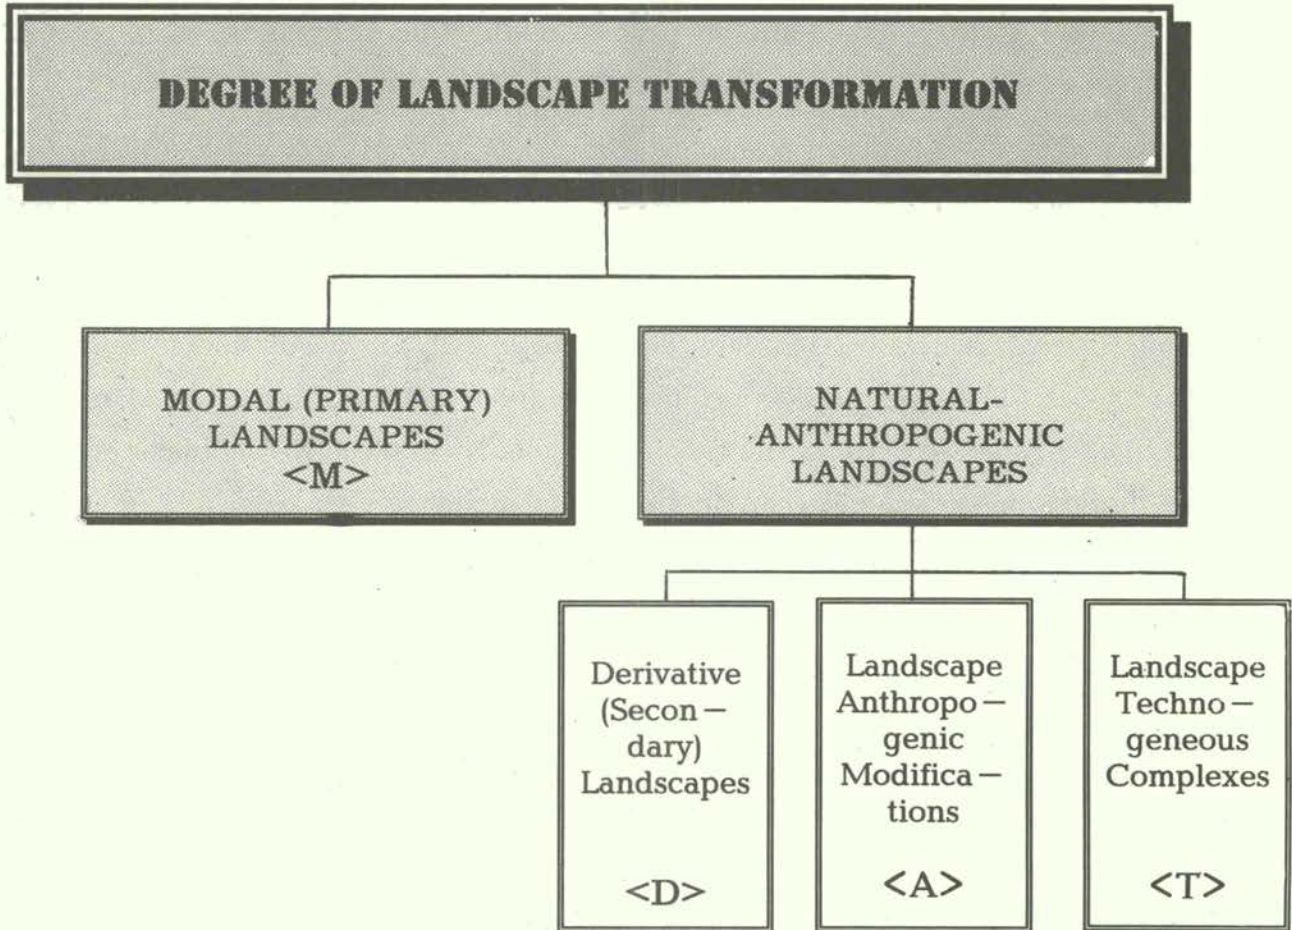 DEGREE OF LANDSCAPE TRANSFORMATION
MODAL (PRIMARY)
LANDSCAPES
<M>
NATURAL-
ANTHROPOGENIC
LANDSCAPES
Derivative
(Secon—
dary)
Landscapes
<D>
Landscape
Anthropo—
genic
Modifica—
tions
<A>
Landscape
Techno—
geneous
Complexes
<T>